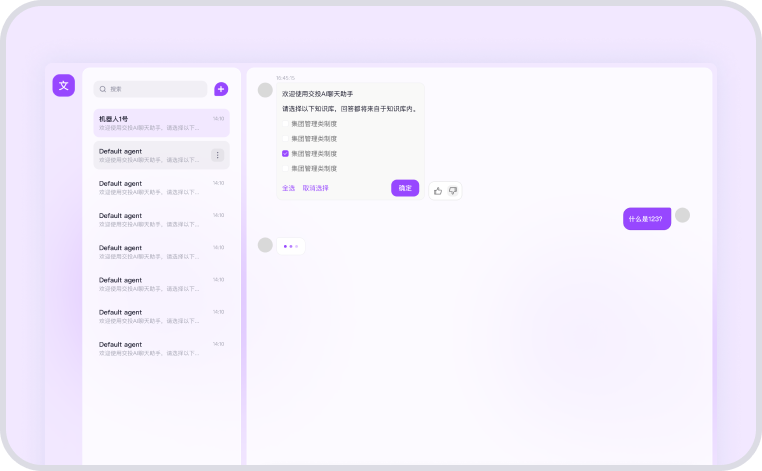 文
搜索
机器人1号
14:10
欢迎使用交投AI聊天助手，请选择以下...
Default agent
欢迎使用交投AI聊天助手，请选择以下...
Default agent
14:10
欢迎使用交投AI聊天助手，请选择以下...
Default agent
14:10
欢迎使用交投AI聊天助手，请选择以下...
Default agent
14:10
欢迎使用交投AI聊天助手，请选择以下...
Default agent
14:10
欢迎使用交投AI聊天助手，请选择以下...
Default agent
14:10
欢迎使用交投AI聊天助手，请选择以下...
Default agent
14:10
欢迎使用交投AI聊天助手，请选择以下...
15:45:15
欢迎使用交投AI聊天助手
请选择以下知识库，回答都将来自于知识库内。
集团管理类制度
集团管理类制度
集团管理类制度
集团管理类制度
全选 取消选择
确定
什么是123?